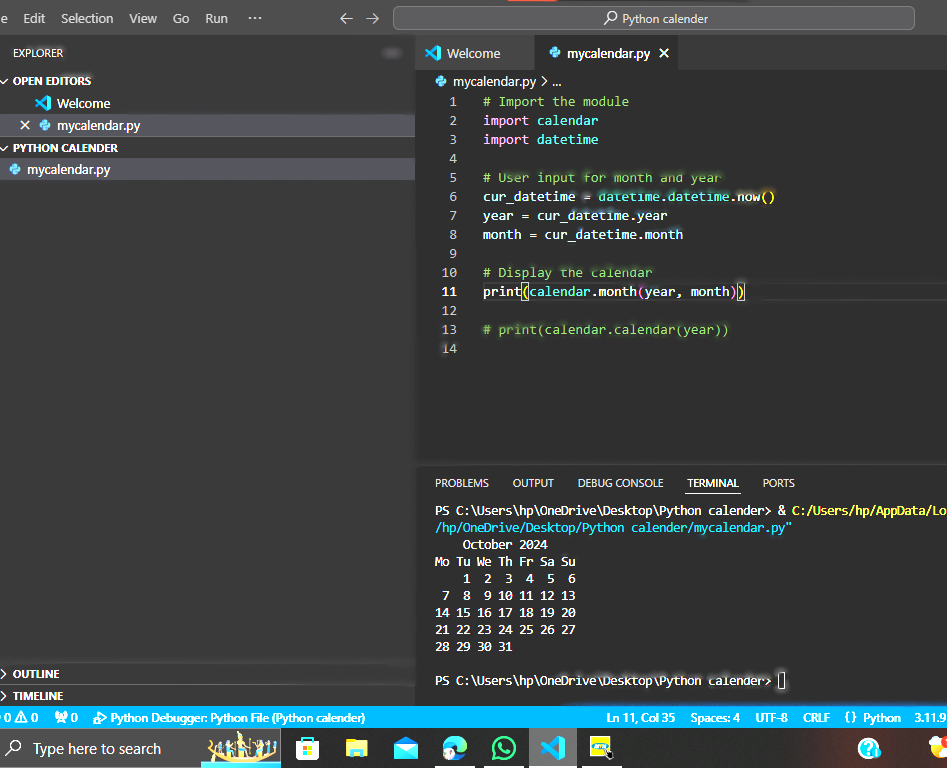 Edit Selection View Go Run ...
Python calender
EXPLORER
OPEN EDITORS
Welcome
mycalendar.py
PYTHON CALENDER
mycalendar.py
OUTLINE
TIMELINE
Welcome
mycalendar.py
mycalendar.py > ...
1 # Import the module
2 import calendar
3 import datetime
4
5 # User input for month and year
6 cur_datetime = datetime.datetime.now()
7 year = cur_datetime.year
8 month = cur_datetime.month
9
10 # Display the calendar
11 print(calendar.month(year, month))
12
13 # print(calendar.calendar(year))
14
PROBLEMS OUTPUT DEBUG CONSOLE TERMINAL PORTS
PS C:\Users\hp\OneDrive\Desktop\Python calender> & C:/Users/hp/AppData/Lo
/hp/OneDrive/Desktop/Python calender/mycalendar.py"
October 2024
Mo Tu We Th Fr Sa Su
1 2 3 4 5 6
7 8 9 10 11 12 13
14 15 16 17 18 19 20
21 22 23 24 25 26 27
28 29 30 31
PS C:\Users\hp\OneDrive\Desktop\Python calender>
0 0 0 Python Debugger: Python File (Python calender) Ln 11, Col 35 Spaces: 4 UTF-8 CRLF {} Python 3.11.9
Type here to search